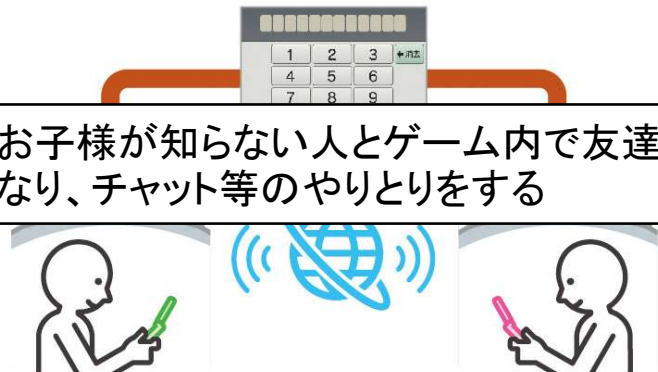 1 2 3 ←消去
4 5 6
7 8 9
お子様が知らない人とゲーム内で友達
なり、チャット等のやりとりをする